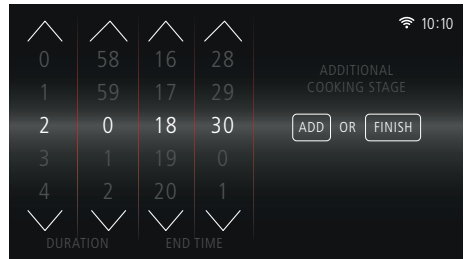 10:10
0 58 16 28
1 59 17 29
2 0 18 30
3 1 19 0
4 2 20 1
DURATION END TIME
ADDITIONAL
COOKING STAGE
ADD OR FINISH